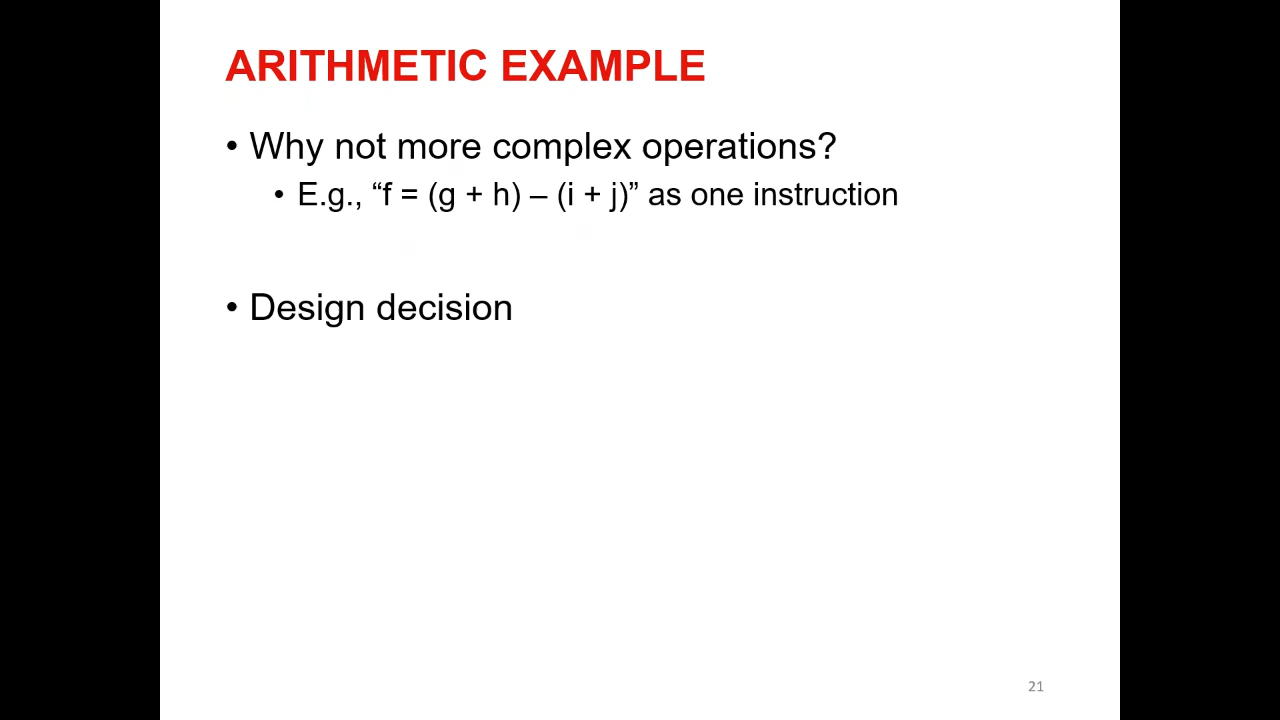 ARITHMETIC EXAMPLE
• Why not more complex operations?
• E.g., “f = (g + h) – (i + j)” as one instruction
• Design decision
21